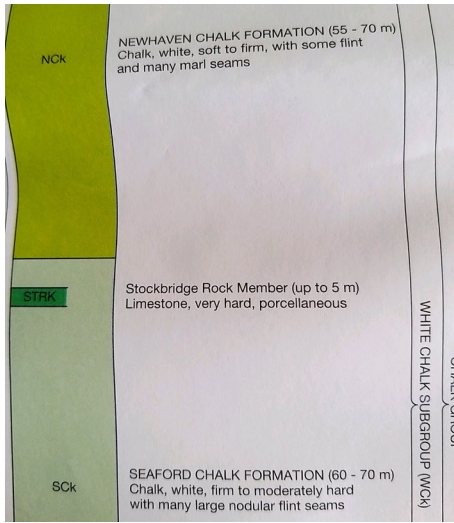 NCk
NEWHAVEN CHALK FORMATION (55 - 70 m)
Chalk, white, soft to firm, with some flint
and many marl seams
STRK
Stockbridge Rock Member (up to 5 m)
Limestone, very hard, porcellaneous
SCk
SEAFORD CHALK FORMATION (60 - 70 m)
Chalk, white, firm to moderately hard
with many large nodular flint seams
WHITE CHALK SUBGROUP (WCK)